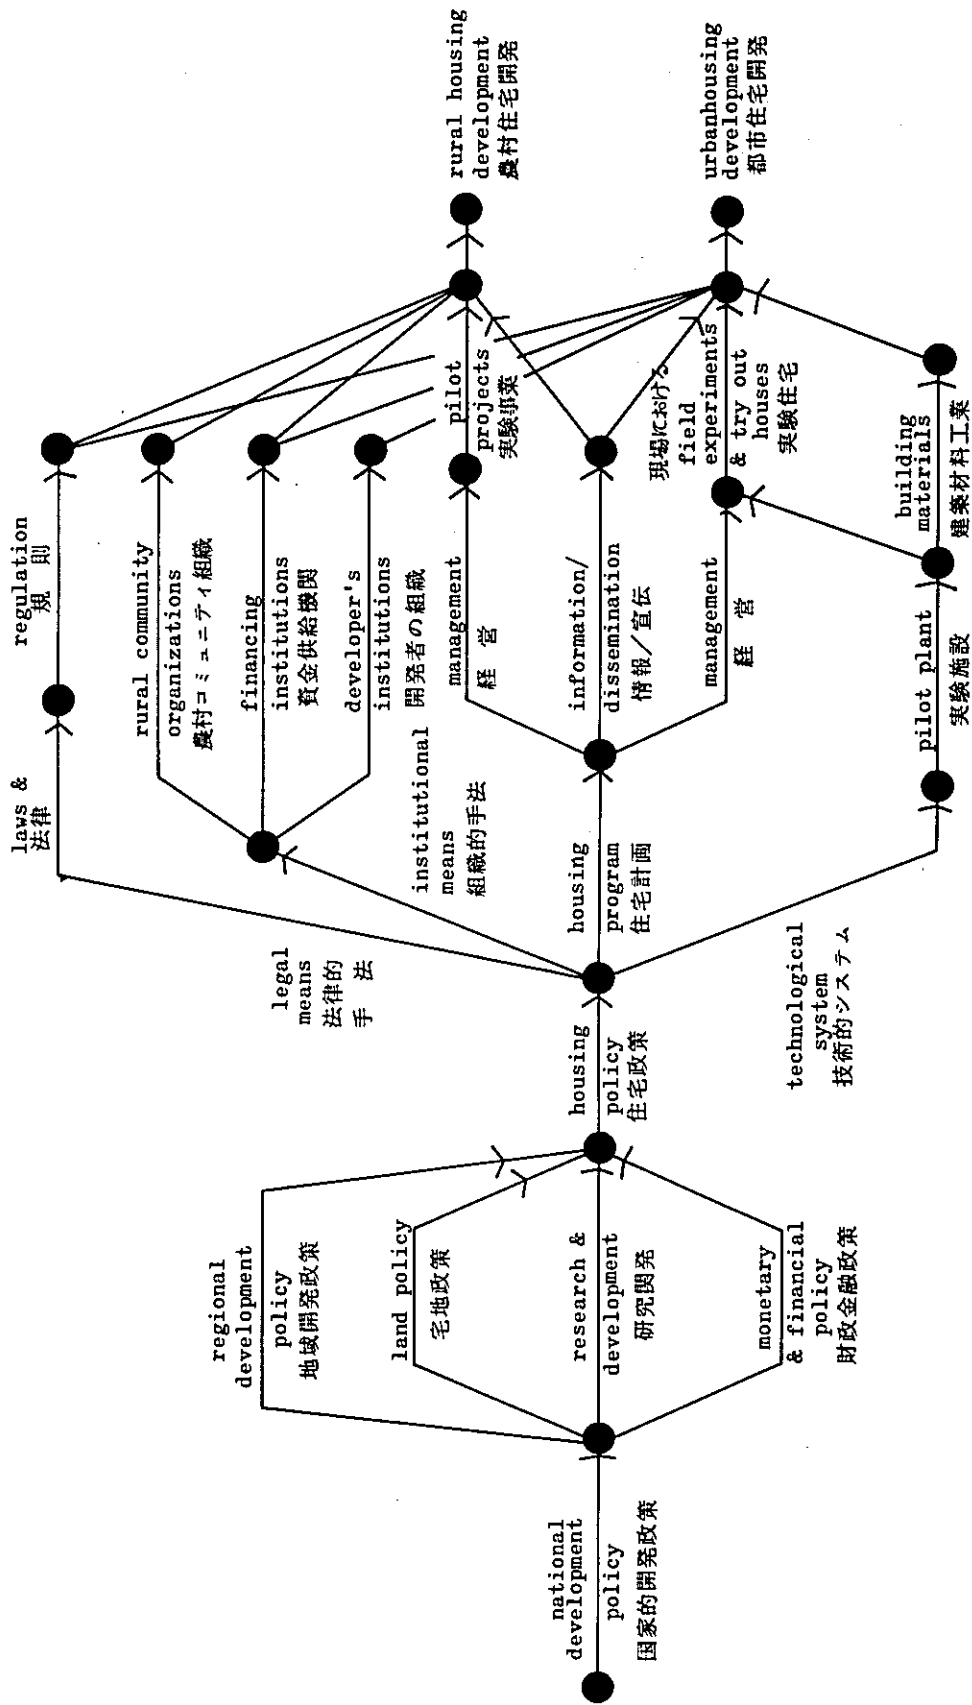 national
development
policy
国家的開発政策
regional
development
policy
地域開発政策
land policy
宅地政策
research &
development
研究関発
monetary
& financial
policy
財政金融政策
housing
policy
住宅政策
legal
means
法律的
手 法
institutional
means
組織的手法
housing
program
住宅計画
technological
system
技術的システム
laws &
法律
regulation
規 則
rural community
organizations
農村コミュニティ組織
financing
institutions
資金供給機関
developer's
institutions
開発者の組織
management
経 営
information/
dissemination
情報／宣伝
management
経 営
pilot plant
実験施設
building
materials
建築材料工業
pilot
projects
実験事業
現場における
field
experiments
& try out
houses
実験住宅
rural housing
development
農村住宅開発
urbanhousing
development
都市住宅開発